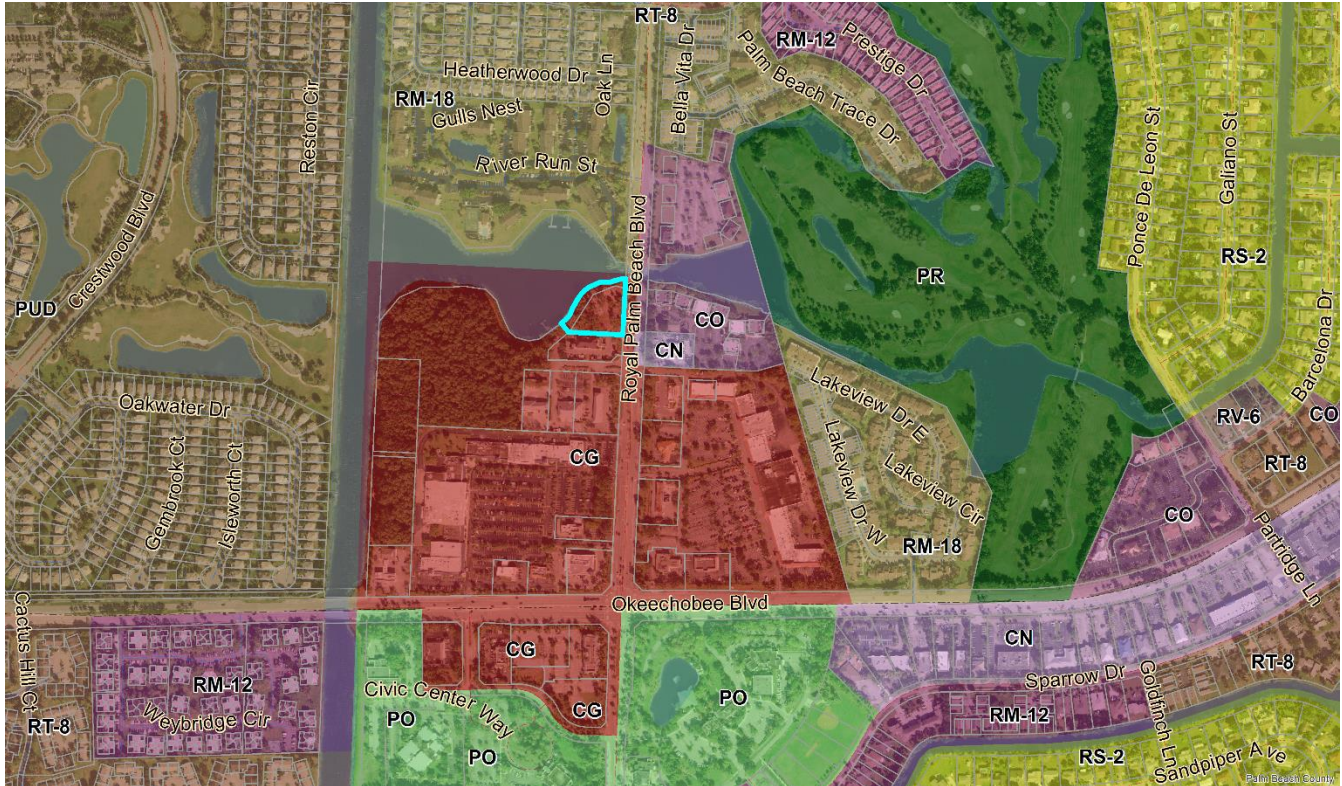 RT-8
RM-12
Prestige Dr
Palm Beach Trace Dr
Bella Vita Dr
Oak Ln
Heatherwood Dr
RM-18
Gulls Nest
River Run St
Reston Cir
Crestwood Blvd
PUD
Royal Palm Beach Blvd
Ponce De Leon St
Galiano St
RS-2
PR
CO
CN
Barcelona Dr
Oakwater Dr
Gembrook Ct
Isleworth Ct
CG
Lakeview Dr E
Lakeview Dr W
Lakeview Cir
RM-18
RV-6
CO
RT-8
CO
Partridge Ln
Okeechobee Blvd
Cactus Hill Ct
RM-12
RT-8
Weybridge Cir
CG
CG
Civic Center Way
PO
PO
PO
CN
Sparrow Dr
RM-12
Goldfinch Ln
RT-8
RS-2
Sandpiper Ave
Palm Beach County